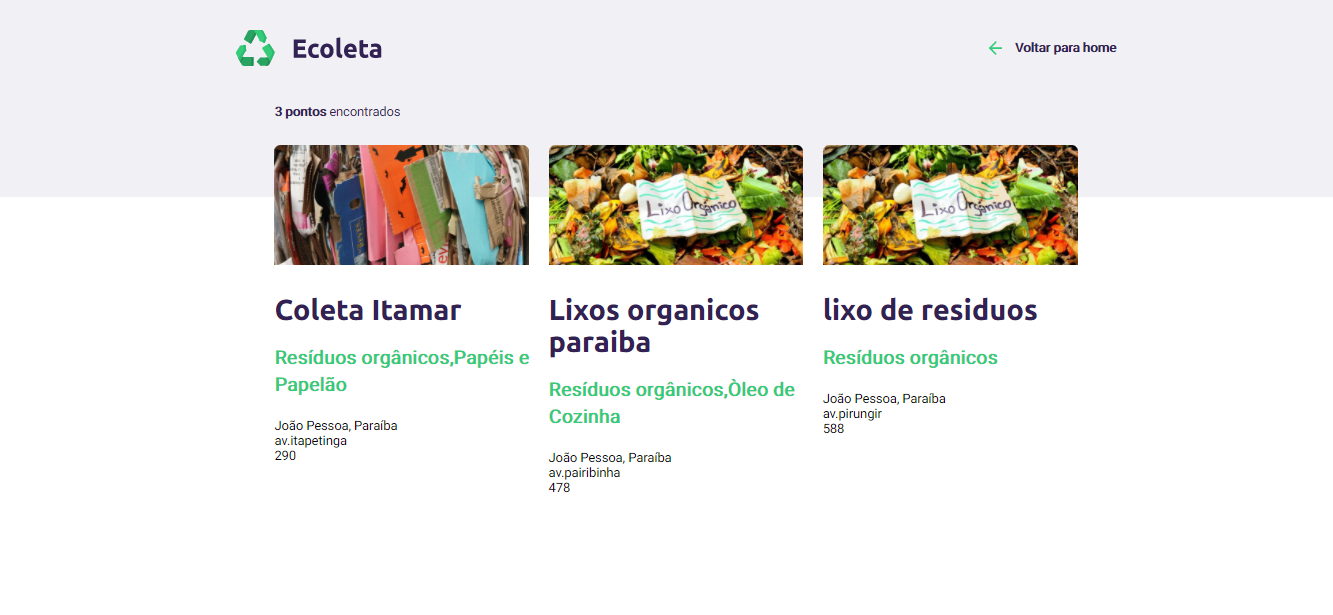 Ecoleta
Voltar para home
3 pontos encontrados
Lixo Orgânico
Lixo Orgânico
Coleta Itamar
Resíduos orgânicos,Papéis e
Papelão
João Pessoa, Paraíba
av.itapetinga
290
Lixos organicos
paraiba
Resíduos orgânicos,Òleo de
Cozinha
João Pessoa, Paraíba
av.pairibinha
478
lixo de residuos
Resíduos orgânicos
João Pessoa, Paraíba
av.pirungir
588